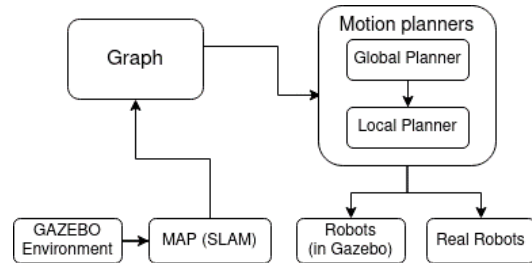 Motion planners
Graph
Global Planner
Local Planner
GAZEBO
Environment
MAP (SLAM)
Robots
(in Gazebo)
Real Robots